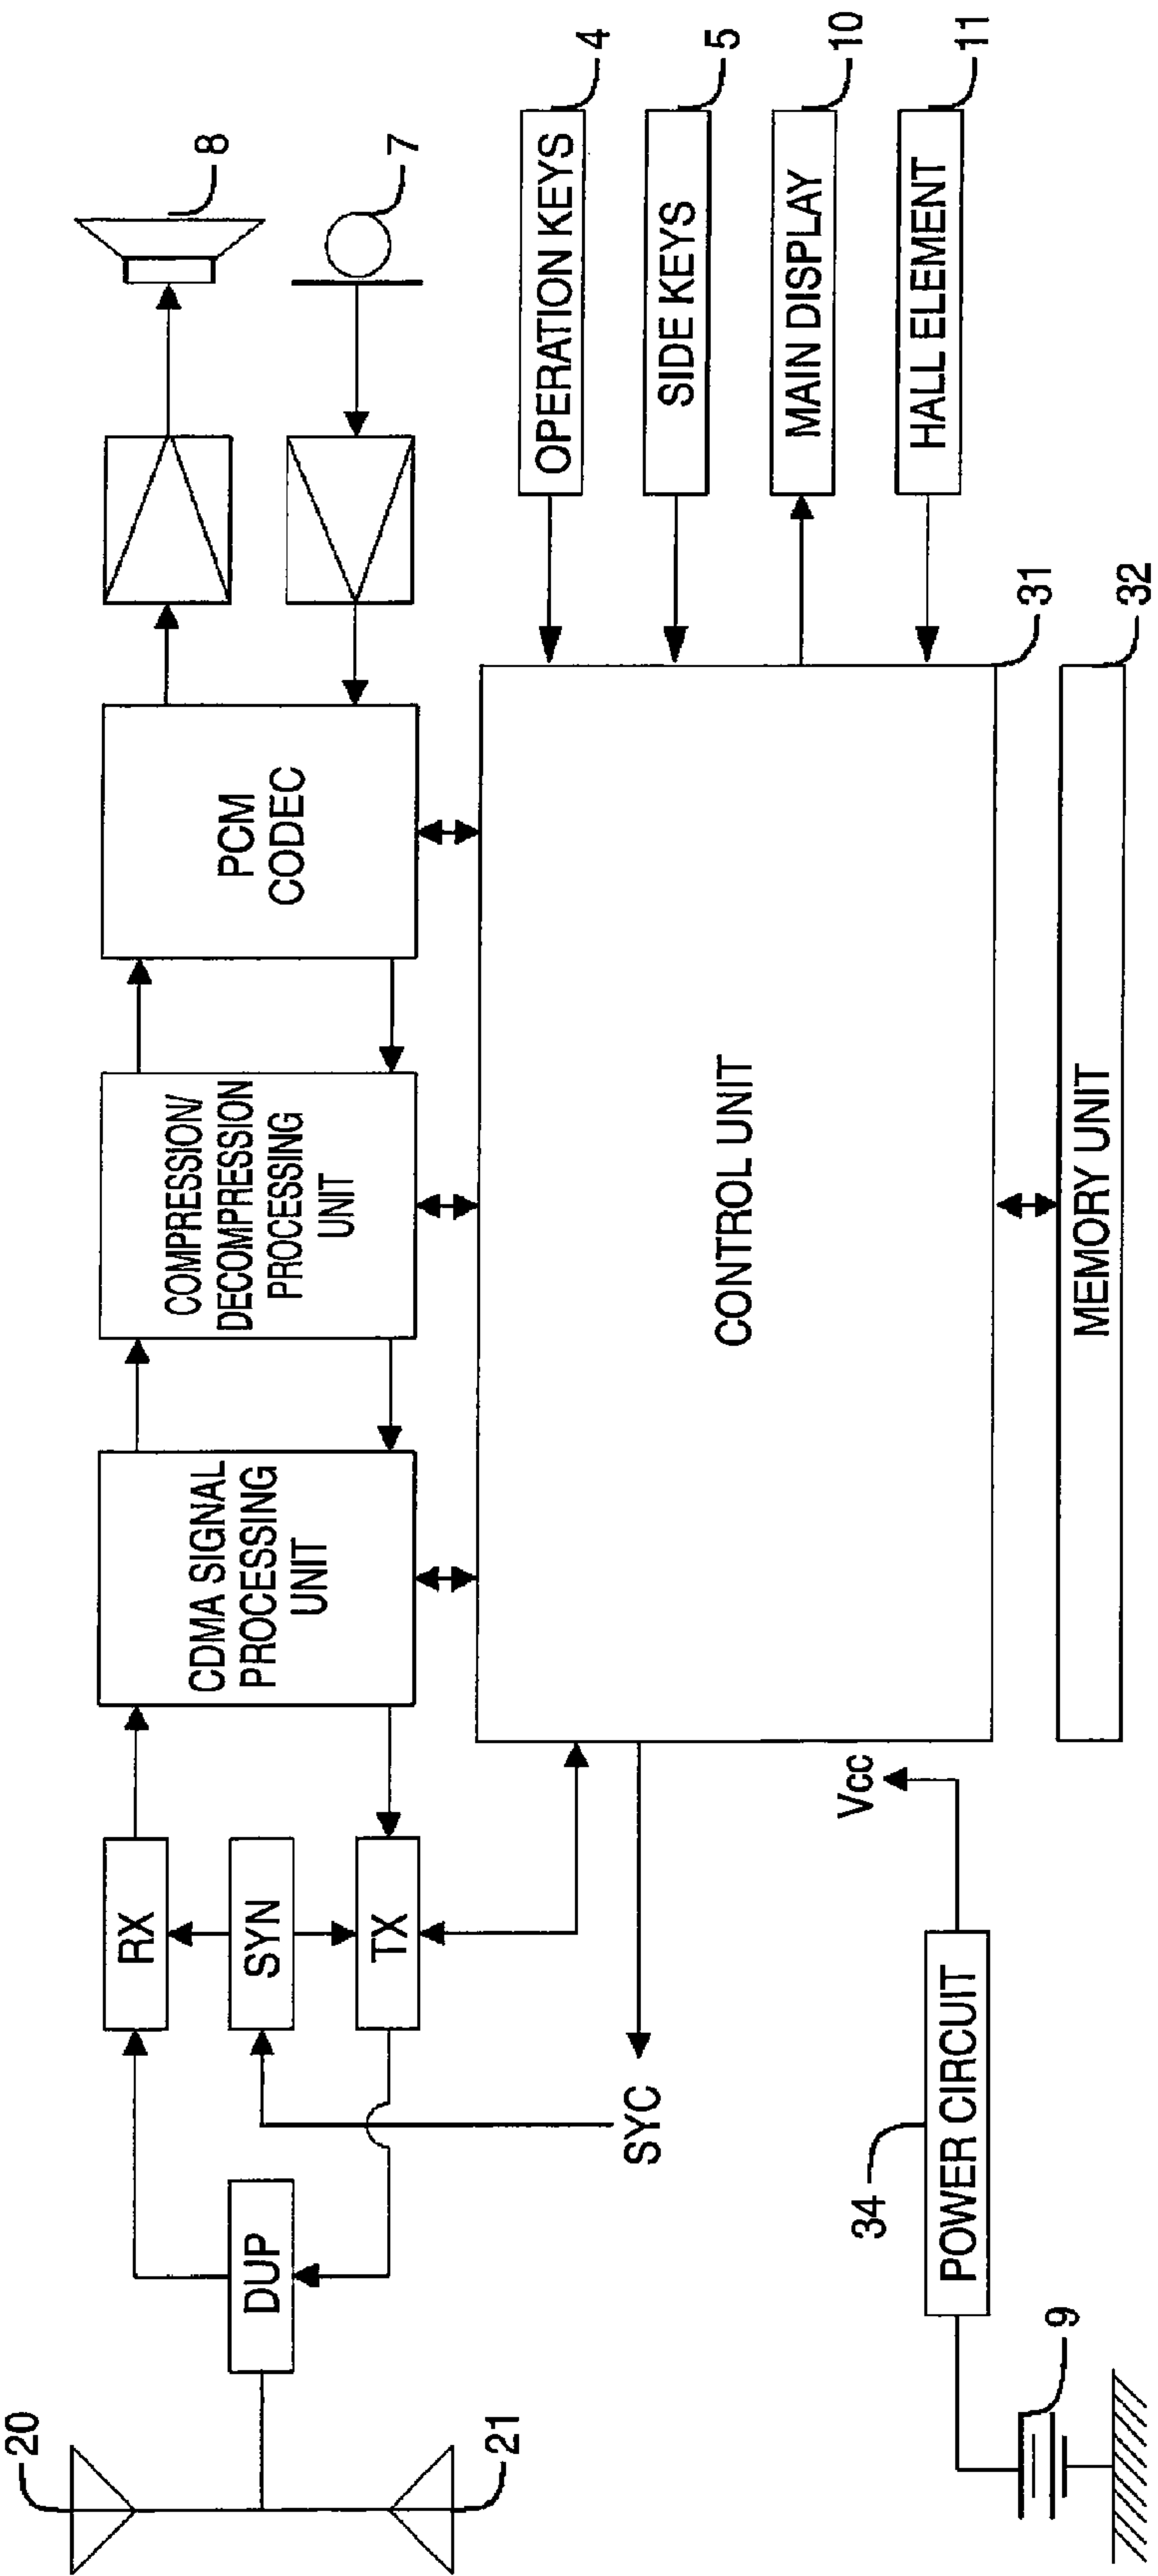 20
21
DUP
RX
SYN
TX
SYC
CDMA SIGNAL
PROCESSING
UNIT
COMPRESSION/
DECOMPRESSION
PROCESSING
UNIT
PCM
CODEC
8
7
OPERATION KEYS
4
SIDE KEYS
5
MAIN DISPLAY
10
HALL ELEMENT
11
CONTROL UNIT
31
MEMORY UNIT
32
Vcc
34
POWER CIRCUIT
9